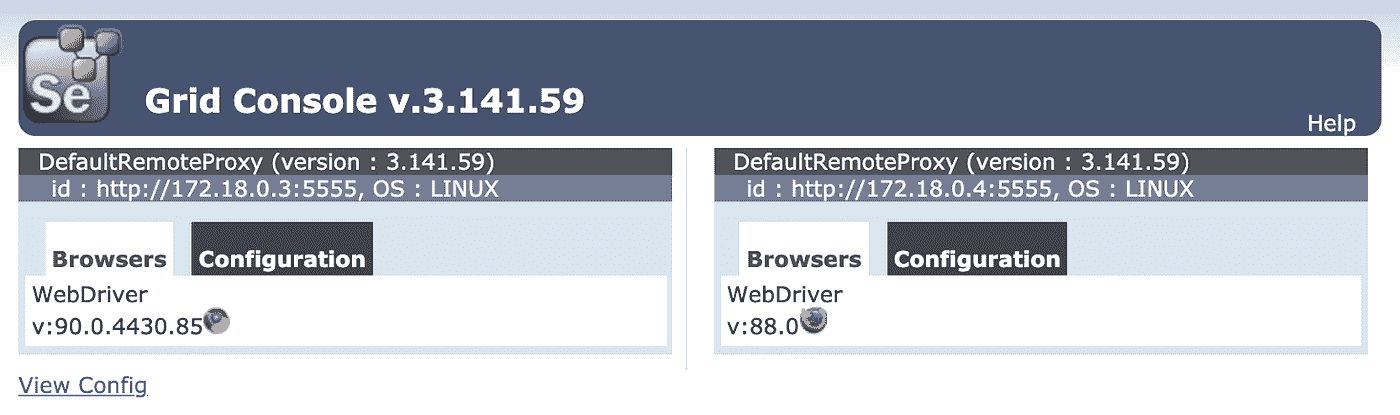 Se
Grid Console v.3.141.59
Help
DefaultRemoteProxy (version : 3.141.59)
id : http://172.18.0.3:5555, OS : LINUX
Browsers
Configuration
WebDriver
v:90.0.4430.85
DefaultRemoteProxy (version : 3.141.59)
id : http://172.18.0.4:5555, OS : LINUX
Browsers
Configuration
WebDriver
v:88.0
View Config